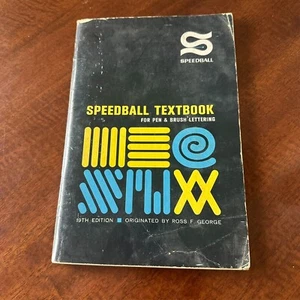 SPEEDBALL
SPEEDBALL TEXTBOOK
FOR PEN & BRUSH LETTERING
19TH EDITION ■ ORIGINATED BY ROSS F. GEORGE